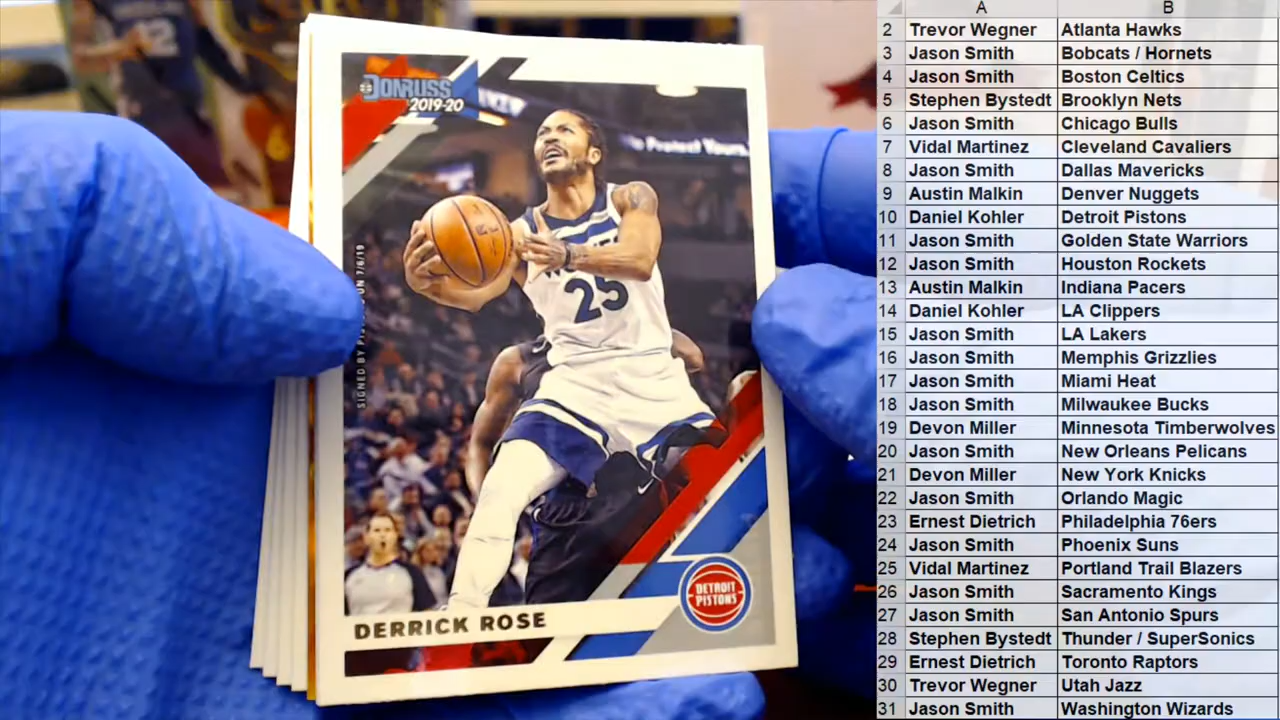 DONRUSS
2019-20
to Protect Yours
25
DERRICK ROSE
DETROIT
PISTONS
A B
2 Trevor Wegner Atlanta Hawks
3 Jason Smith Bobcats / Hornets
4 Jason Smith Boston Celtics
5 Stephen Bystedt Brooklyn Nets
6 Jason Smith Chicago Bulls
7 Vidal Martinez Cleveland Cavaliers
8 Jason Smith Dallas Mavericks
9 Austin Malkin Denver Nuggets
10 Daniel Kohler Detroit Pistons
11 Jason Smith Golden State Warriors
12 Jason Smith Houston Rockets
13 Austin Malkin Indiana Pacers
14 Daniel Kohler LA Clippers
15 Jason Smith LA Lakers
16 Jason Smith Memphis Grizzlies
17 Jason Smith Miami Heat
18 Jason Smith Milwaukee Bucks
19 Devon Miller Minnesota Timberwolves
20 Jason Smith New Orleans Pelicans
21 Devon Miller New York Knicks
22 Jason Smith Orlando Magic
23 Ernest Dietrich Philadelphia 76ers
24 Jason Smith Phoenix Suns
25 Vidal Martinez Portland Trail Blazers
26 Jason Smith Sacramento Kings
27 Jason Smith San Antonio Spurs
28 Stephen Bystedt Thunder / SuperSonics
29 Ernest Dietrich Toronto Raptors
30 Trevor Wegner Utah Jazz
31 Jason Smith Washington Wizards
SIGNED BY 7/6/19